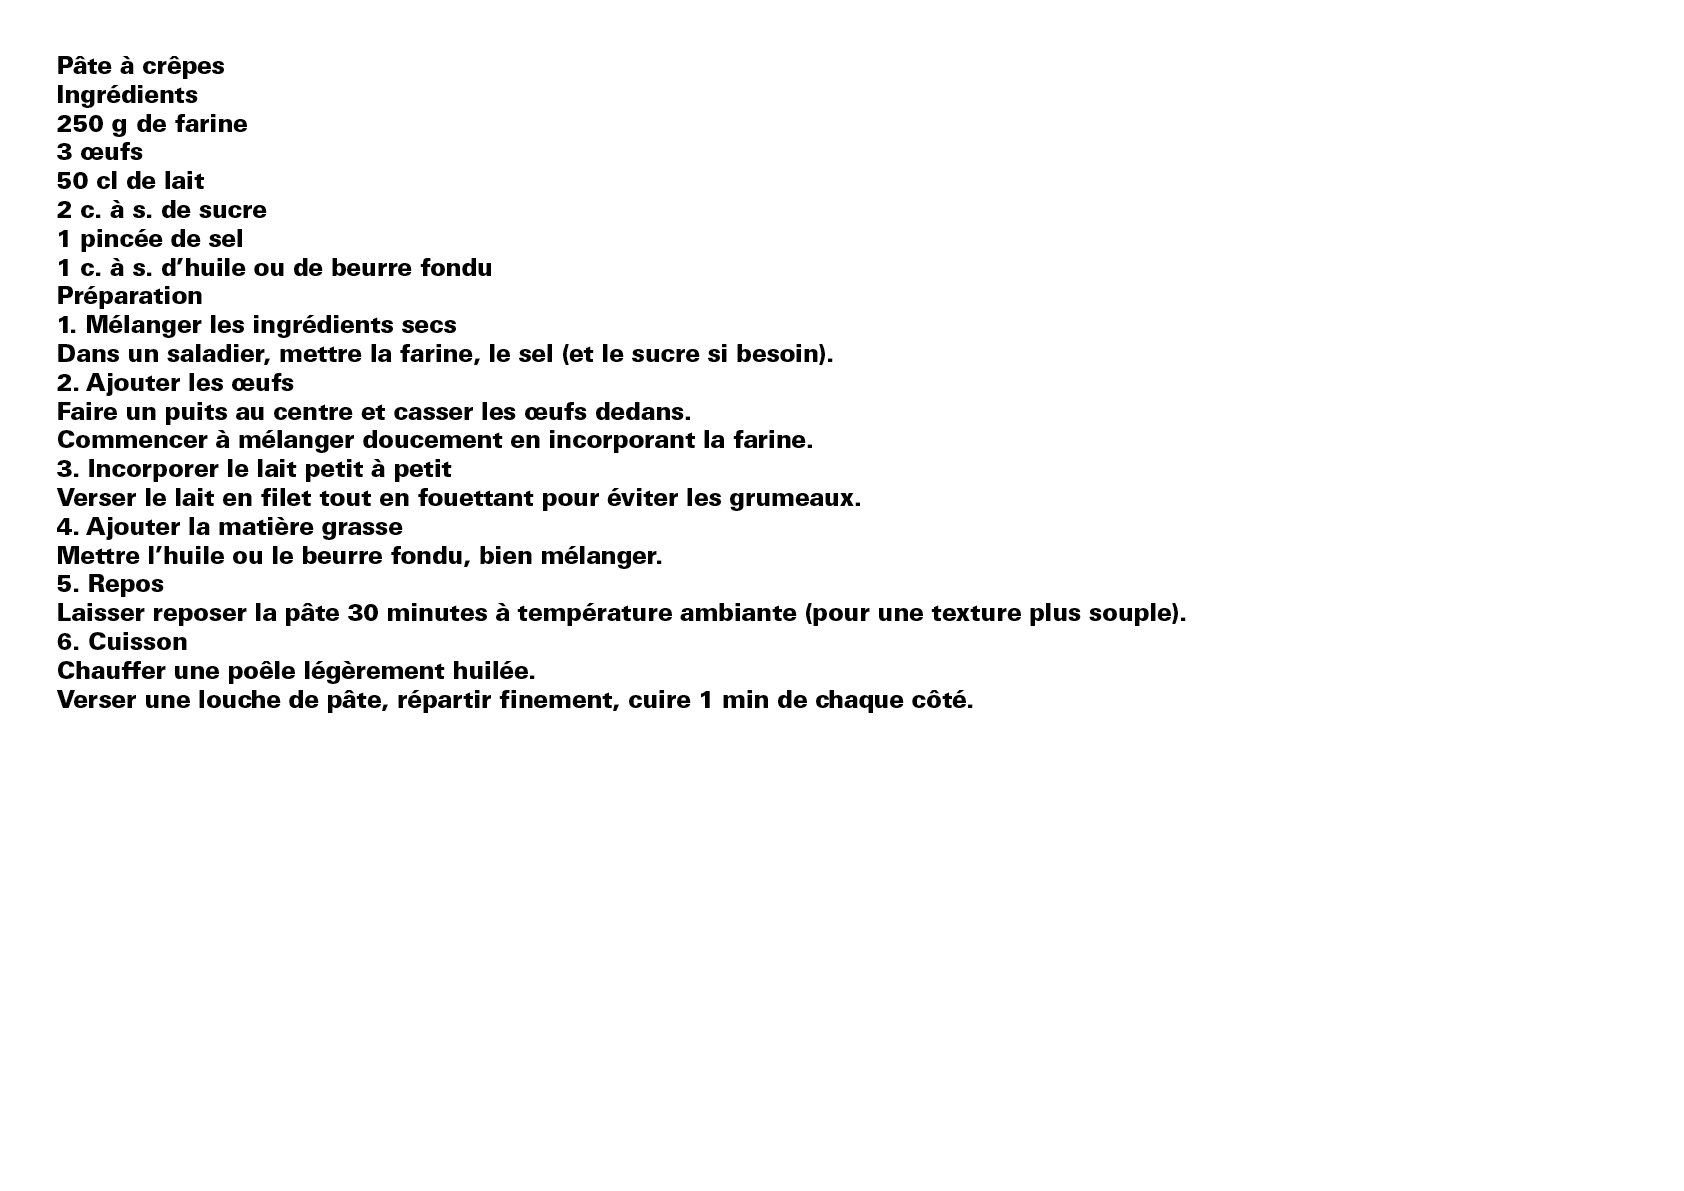 Pâte à crêpes
Ingrédients
250 g de farine
3 œufs
50 cl de lait
2 c. à s. de sucre
1 pincée de sel
1 c. à s. d’huile ou de beurre fondu
Préparation
1. Mélanger les ingrédients secs
Dans un saladier, mettre la farine, le sel (et le sucre si besoin).
2. Ajouter les œufs
Faire un puits au centre et casser les œufs dedans.
Commencer à mélanger doucement en incorporant la farine.
3. Incorporer le lait petit à petit
Verser le lait en filet tout en fouettant pour éviter les grumeaux.
4. Ajouter la matière grasse
Mettre l’huile ou le beurre fondu, bien mélanger.
5. Repos
Laisser reposer la pâte 30 minutes à température ambiante (pour une texture plus souple).
6. Cuisson
Chauffer une poêle légèrement huilée.
Verser une louche de pâte, répartir finement, cuire 1 min de chaque côté.